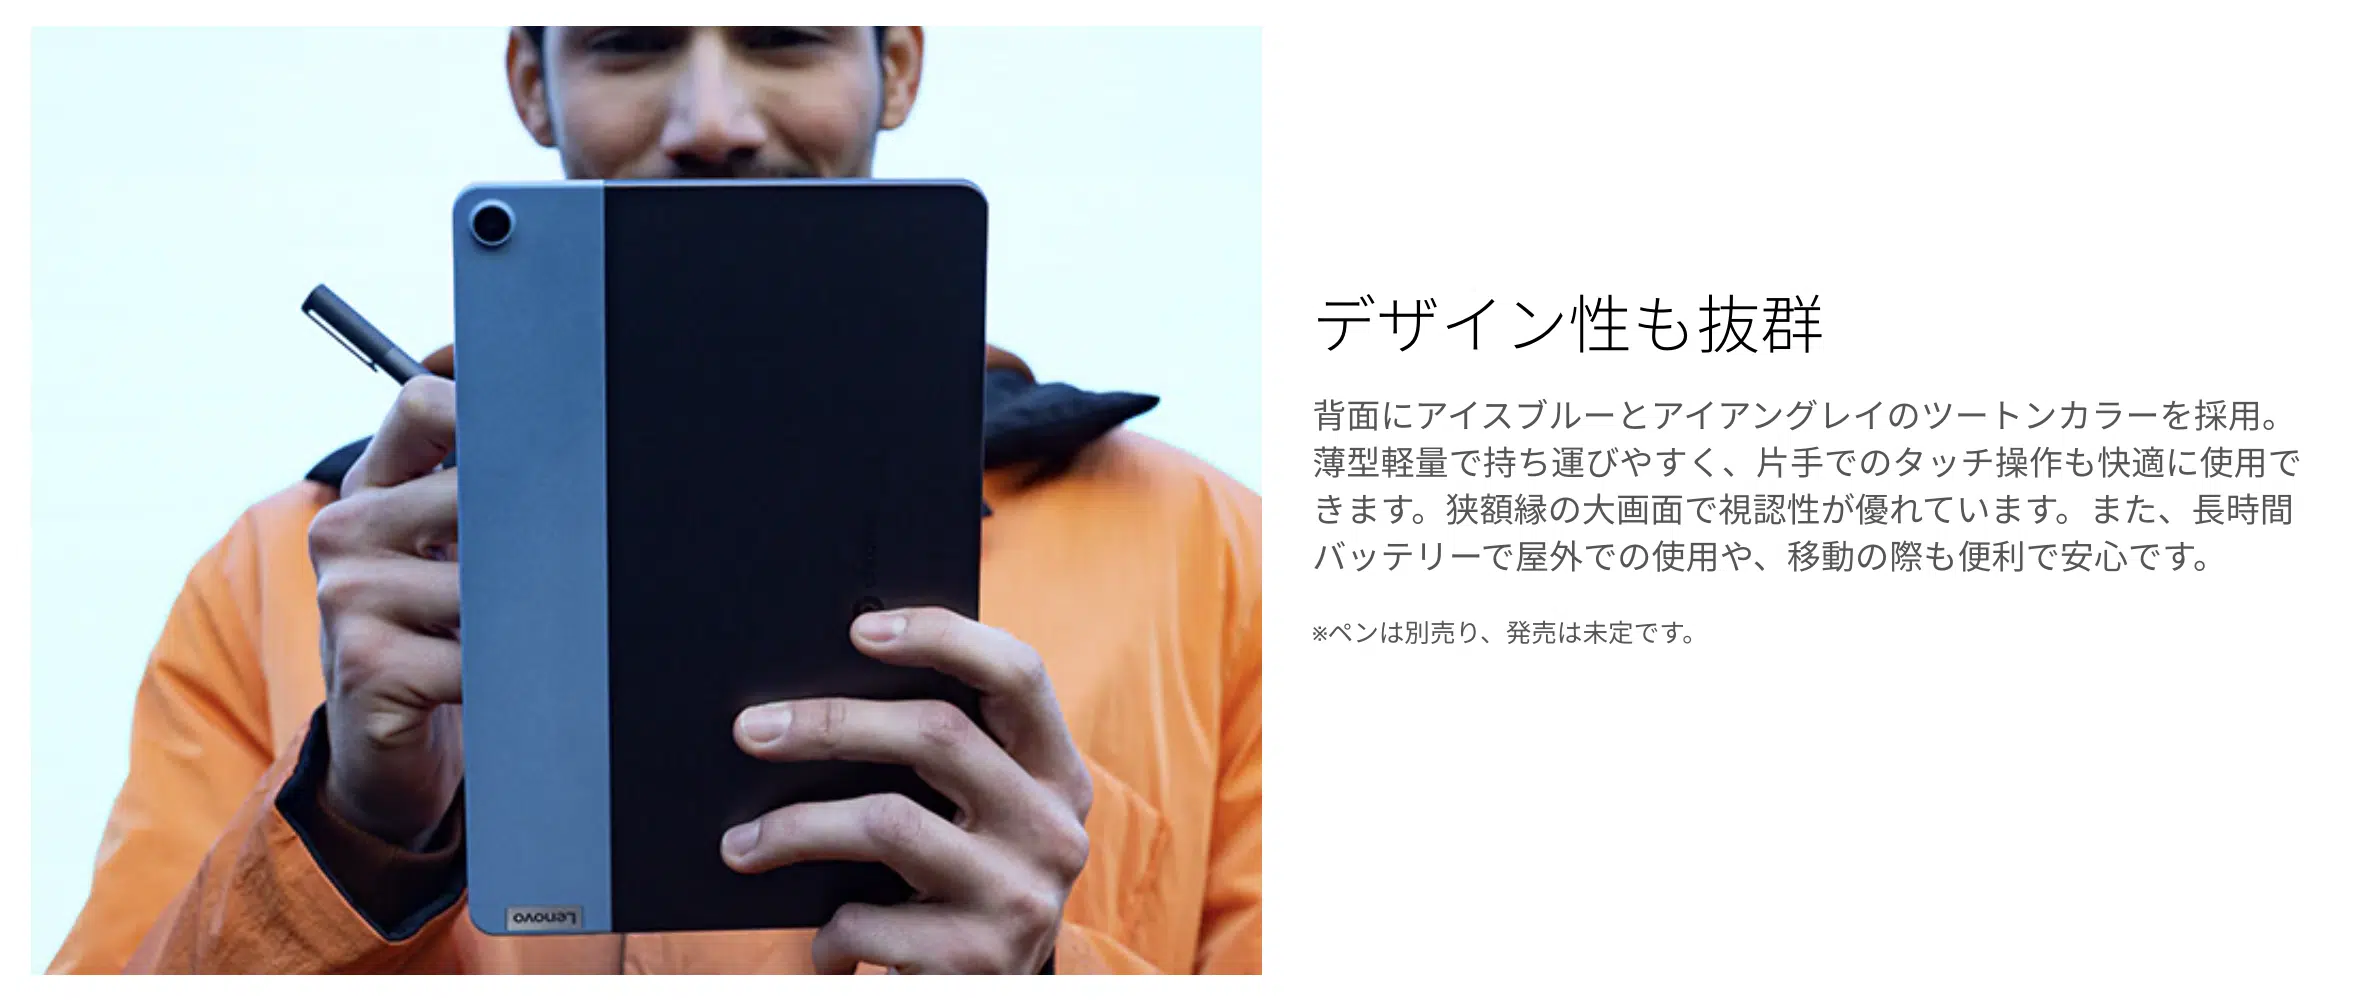 デザイン性も抜群
背面にアイスブルーとアイアングレイのツートンカラーを採用。
薄型軽量で持ち運びやすく、片手でのタッチ操作も快適に使用で
きます。狭額縁の大画面で視認性が優れています。また、長時間
バッテリーで屋外での使用や、移動の際も便利で安心です。
※ペンは別売り、発売は未定です。
Lenovo